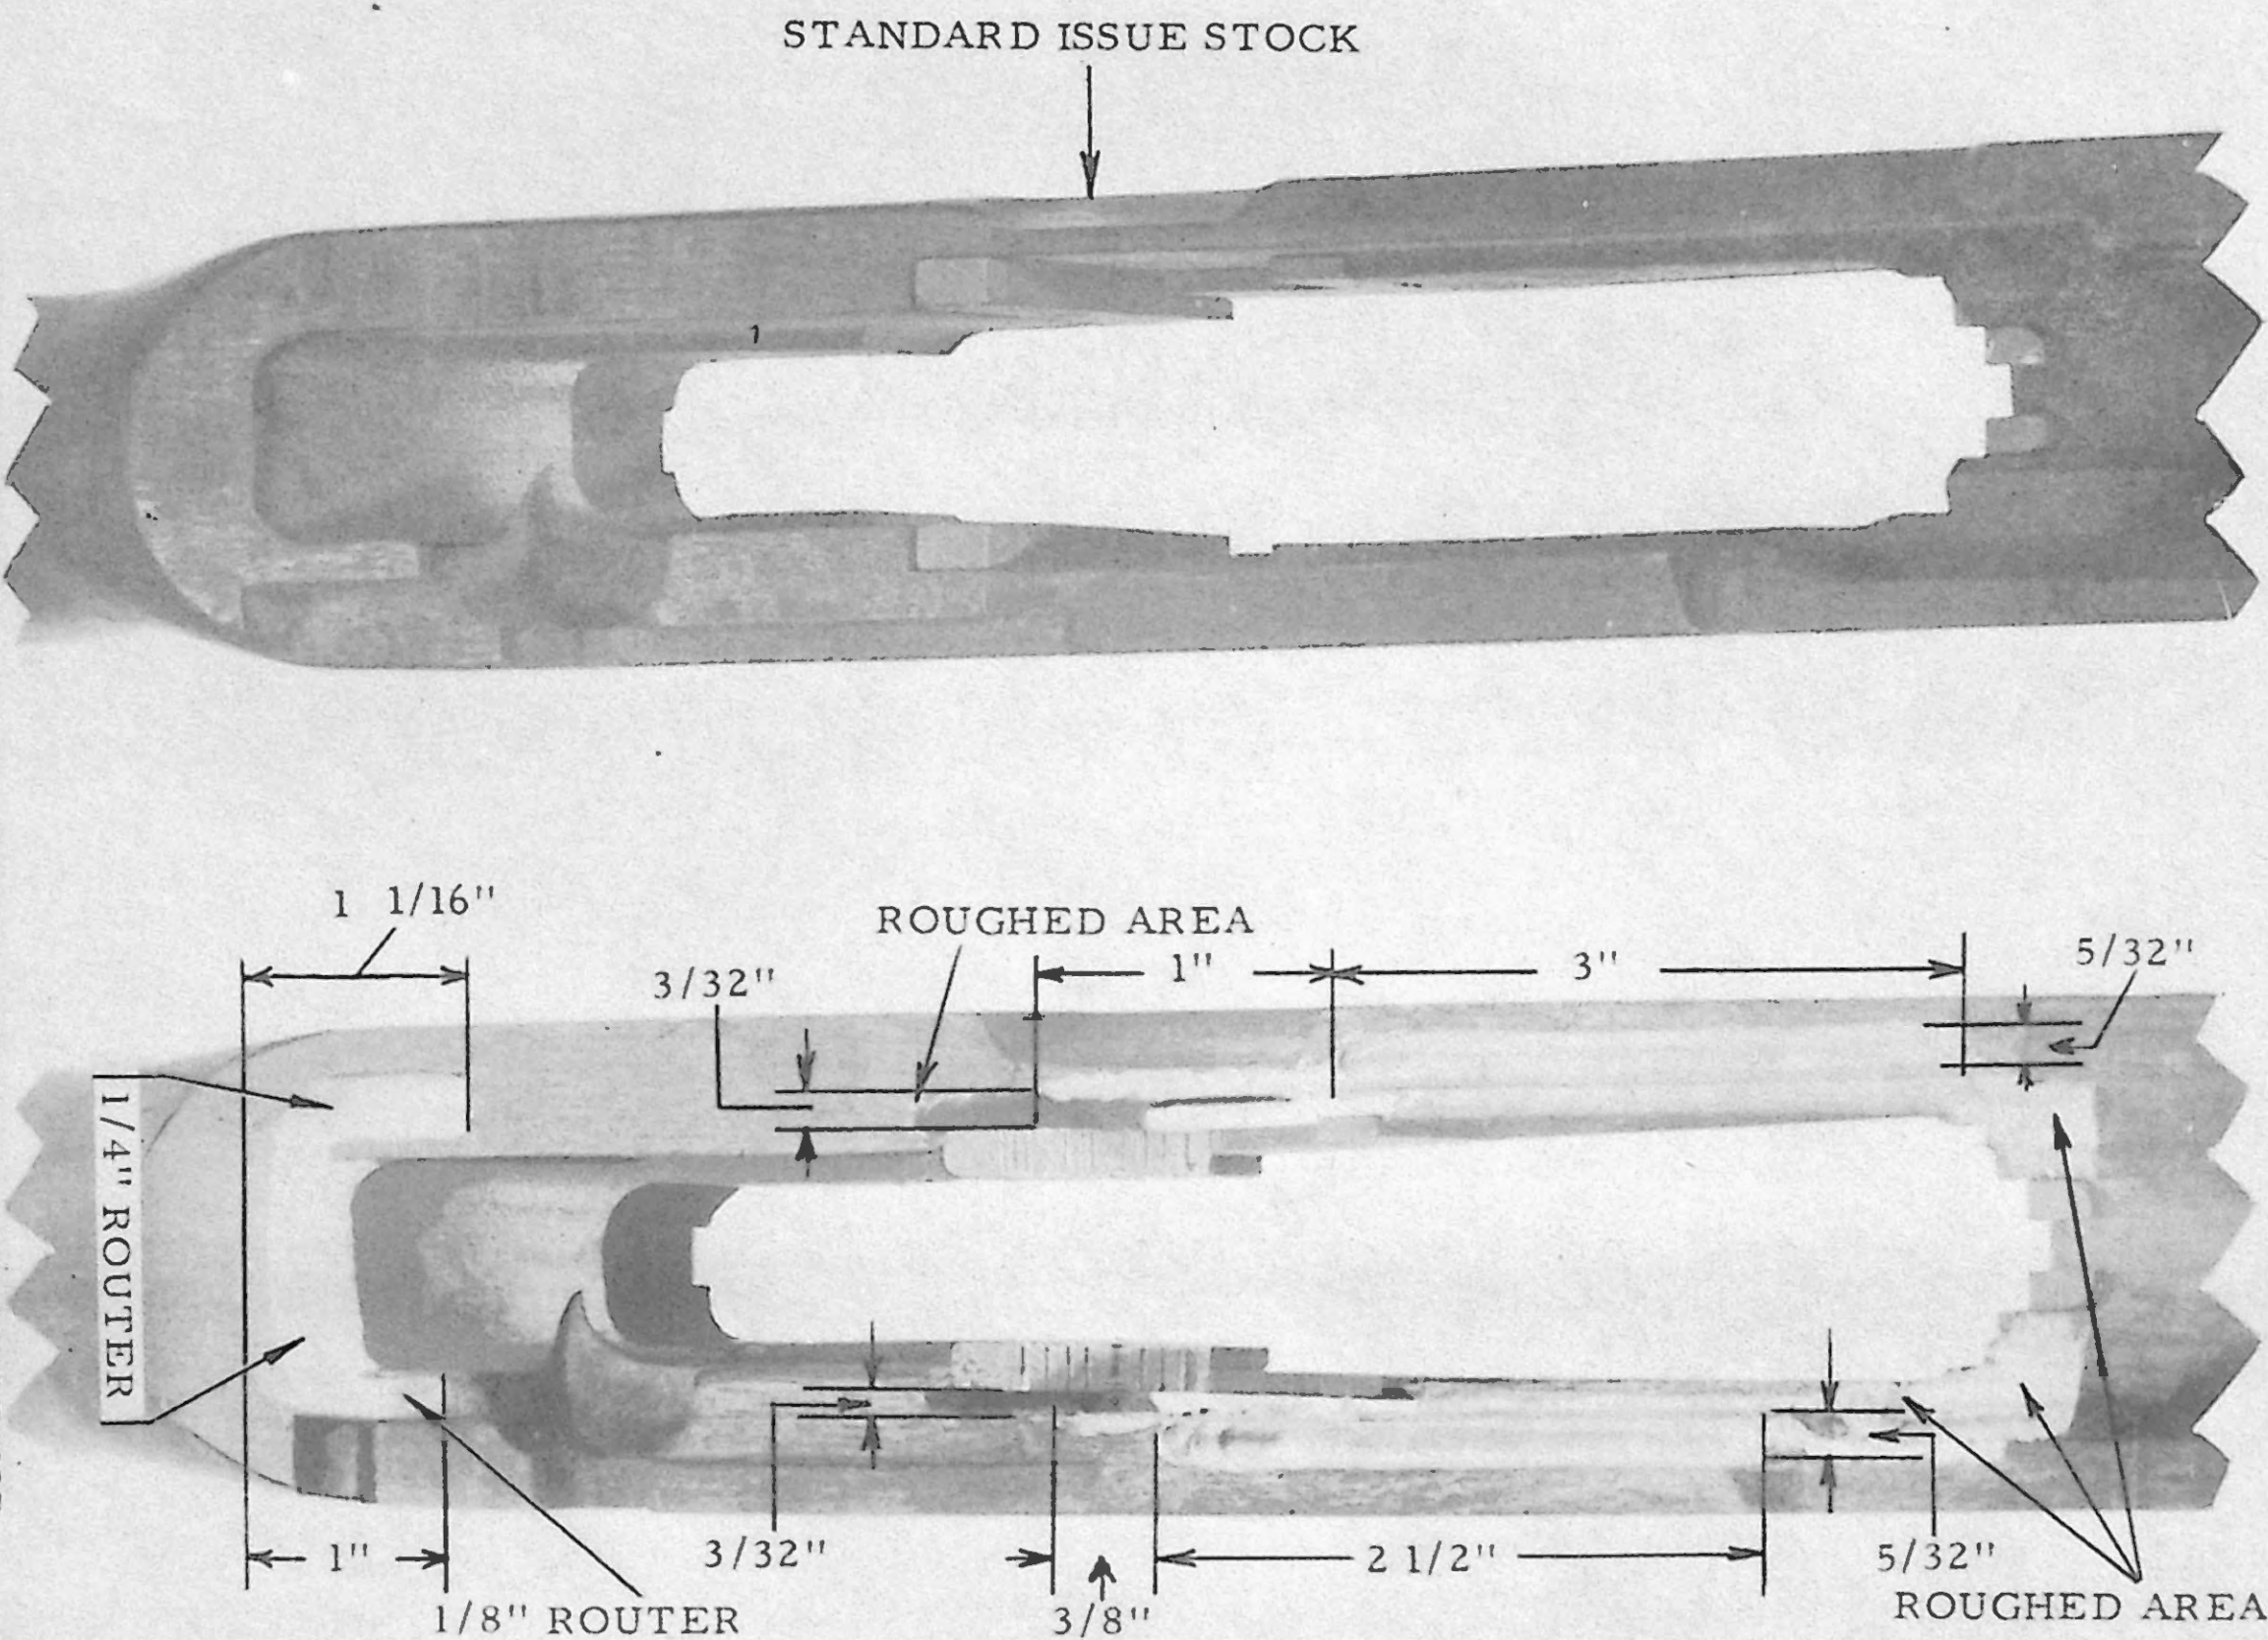 STANDARD ISSUE STOCK
1
1 1/16"
ROUGHED AREA
3/32"
1"
3"
5/32"
1/4" ROUTER
1"
3/32"
2 1/2"
5/32"
1/8" ROUTER
3/8"
ROUGHED AREA